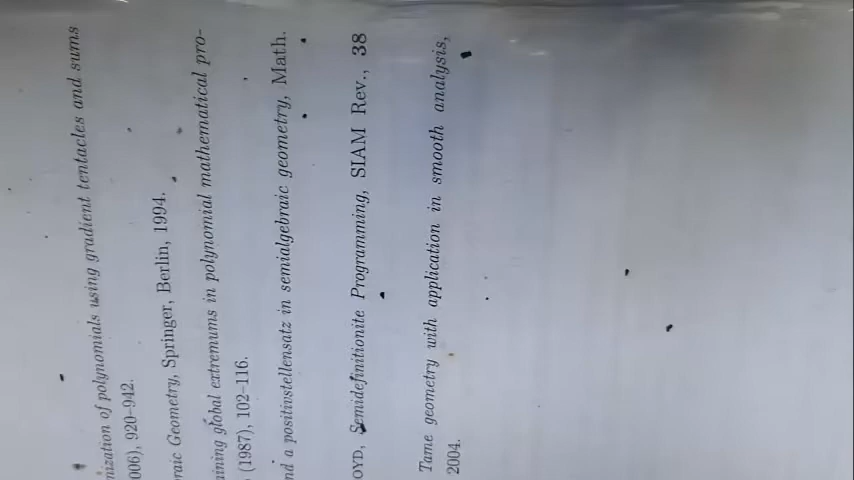 nization of polynomials using gradient tentacles and sums
006), 920–942.
raic Geometry, Springer, Berlin, 1994.
ining global extremums in polynomial mathematical pro-
(1987), 102–116.
nd a positivstellensatz in semialgebraic geometry, Math.
OYD, Semidefinitionite Programming, SIAM Rev., 38
Tame geometry with application in smooth analysis,
2004.